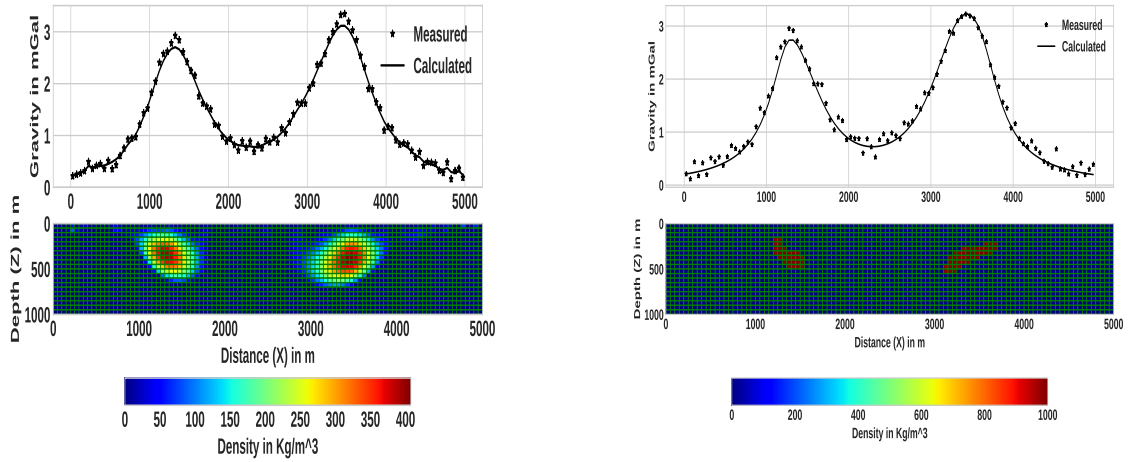 Gravity in mGal
3
2
1
0
Measured
Calculated
0 1000 2000 3000 4000 5000
Depth (Z) in m
0
500
1000
0 1000 2000 3000 4000 5000
Distance (X) in m
0 50 100 150 200 250 300 350 400
Density in Kg/m^3
Gravity in mGal
3
2
1
0
Measured
Calculated
0 1000 2000 3000 4000 5000
Depth (Z) in m
0
500
1000
0 1000 2000 3000 4000 5000
Distance (X) in m
0 200 400 600 800 1000
Density in Kg/m^3